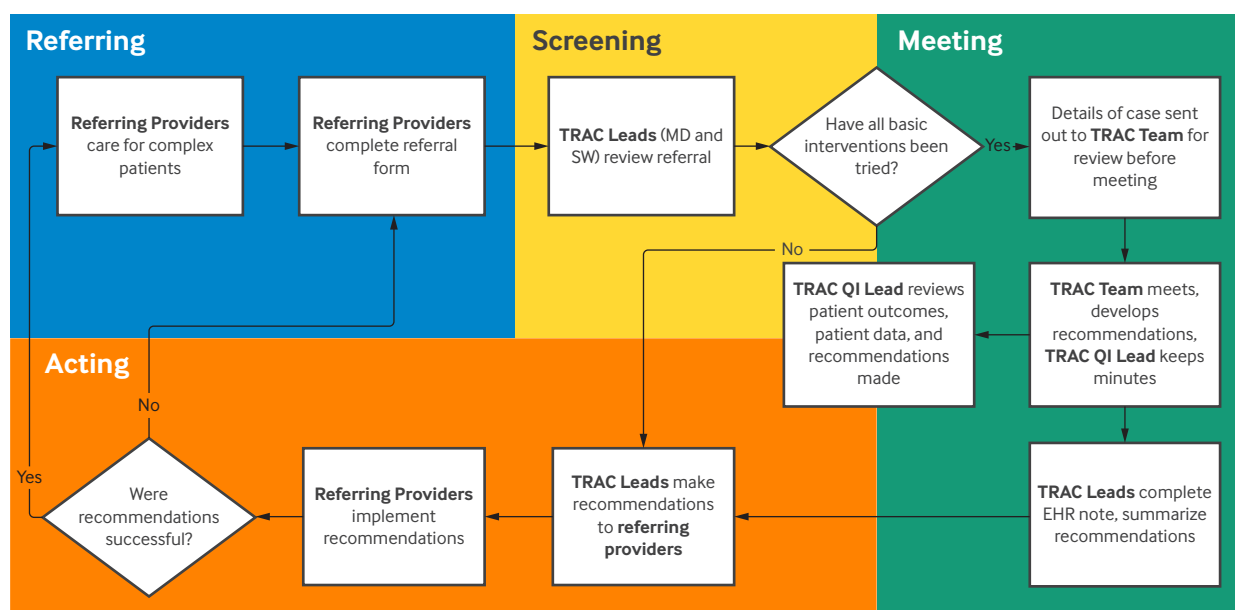 Referring
Referring Providers
care for complex
patients
Referring Providers
complete referral
form
Screening
TRAC Leads (MD and
SW) review referral
Have all basic
interventions been
tried?
Yes
No
Meeting
Details of case sent
out to TRAC Team for
review before
meeting
TRAC Team meets,
develops
recommendations,
TRAC QI Lead keeps
minutes
TRAC QI Lead reviews
patient outcomes,
patient data, and
recommendations
made
TRAC Leads complete
EHR note, summarize
recommendations
Acting
TRAC Leads make
recommendations
to referring
providers
Referring Providers
implement
recommendations
Were
recommendations
successful?
No
Yes